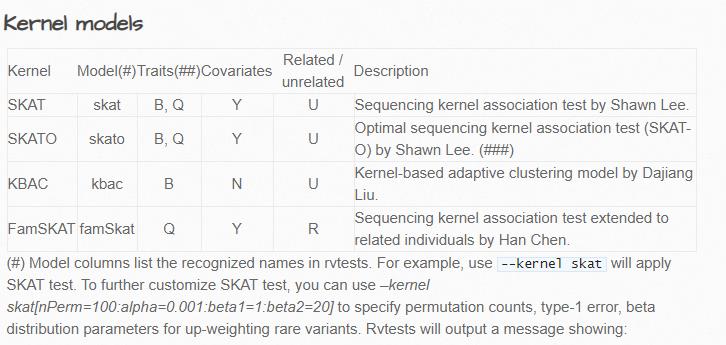 Kernel models
Kernel Model(#) Traits(##) Covariates Related / unrelated Description
SKAT skat B, Q Y U Sequencing kernel association test by Shawn Lee.
SKATO skato B, Q Y U Optimal sequencing kernel association test (SKAT-
O) by Shawn Lee. (###)
KBAC kbac B N U Kernel-based adaptive clustering model by Dajiang
Liu.
FamSKAT famSkat Q Y R Sequencing kernel association test extended to
related individuals by Han Chen.
(#) Model columns list the recognized names in rvtests. For example, use --kernel skat will apply
SKAT test. To further customize SKAT test, you can use –kernel
skat[nPerm=100:alpha=0.001:beta1=1:beta2=20] to specify permutation counts, type-1 error, beta
distribution parameters for up-weighting rare variants. Rvtests will output a message showing: